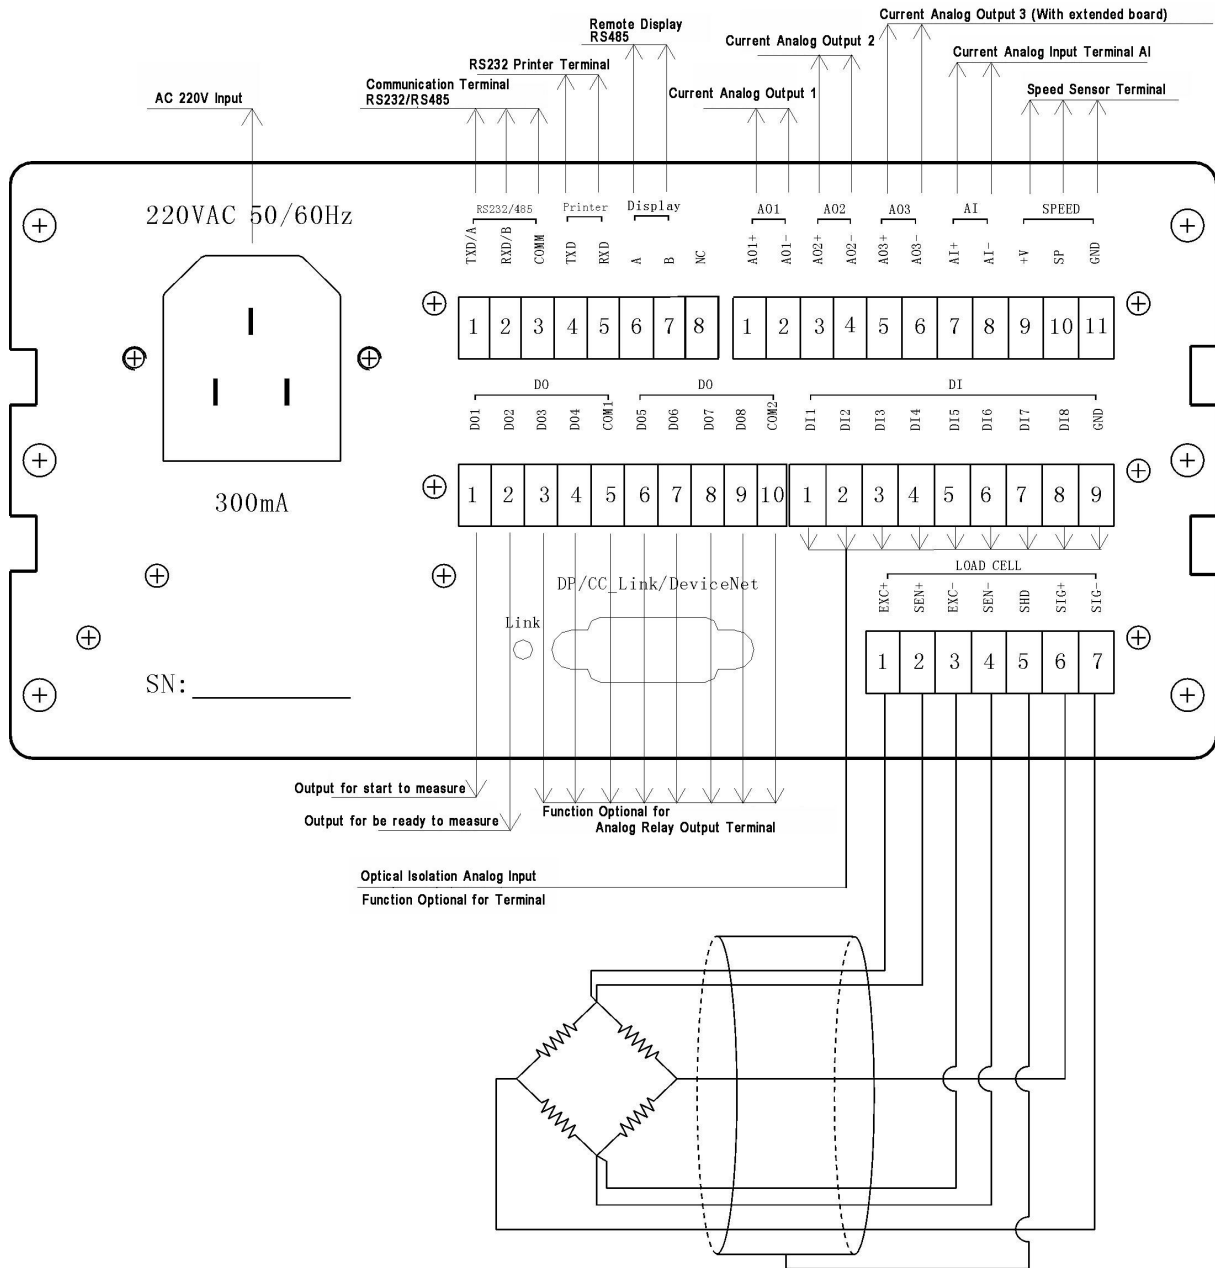 Current Analog Output 3 (With extended board)
Remote Display
RS485
Current Analog Output 2
Current Analog Input Terminal AI
RS232 Printer Terminal
Communication Terminal
RS232/RS485
Current Analog Output 1
Speed Sensor Terminal
AC 220V Input
220VAC 50/60Hz
RS232/485 Printer Display AO1 AO2 AO3 AI SPEED
TXD/A RXD/B COMM TXD RXD A B NC AO1+ AO1- AO2+ AO2- AO3+ AO3- AI+ AI- +V SP GND
1 2 3 4 5 6 7 8 1 2 3 4 5 6 7 8 9 10 11
DO DO DI
DO1 DO2 DO3 DO4 COM1 DO5 DO6 DO7 DO8 COM2 DI1 DI2 DI3 DI4 DI5 DI6 DI7 DI8 GND
1 2 3 4 5 6 7 8 9 10 1 2 3 4 5 6 7 8 9
300mA
LOAD CELL
DP/CC_Link/DeviceNet
EXC+ SEN+ EXC- SEN- SHD SIG+ SIG-
Link
1 2 3 4 5 6 7
SN:
Output for start to measure
Function Optional for
Analog Relay Output Terminal
Output for be ready to measure
Optical Isolation Analog Input
Function Optional for Terminal